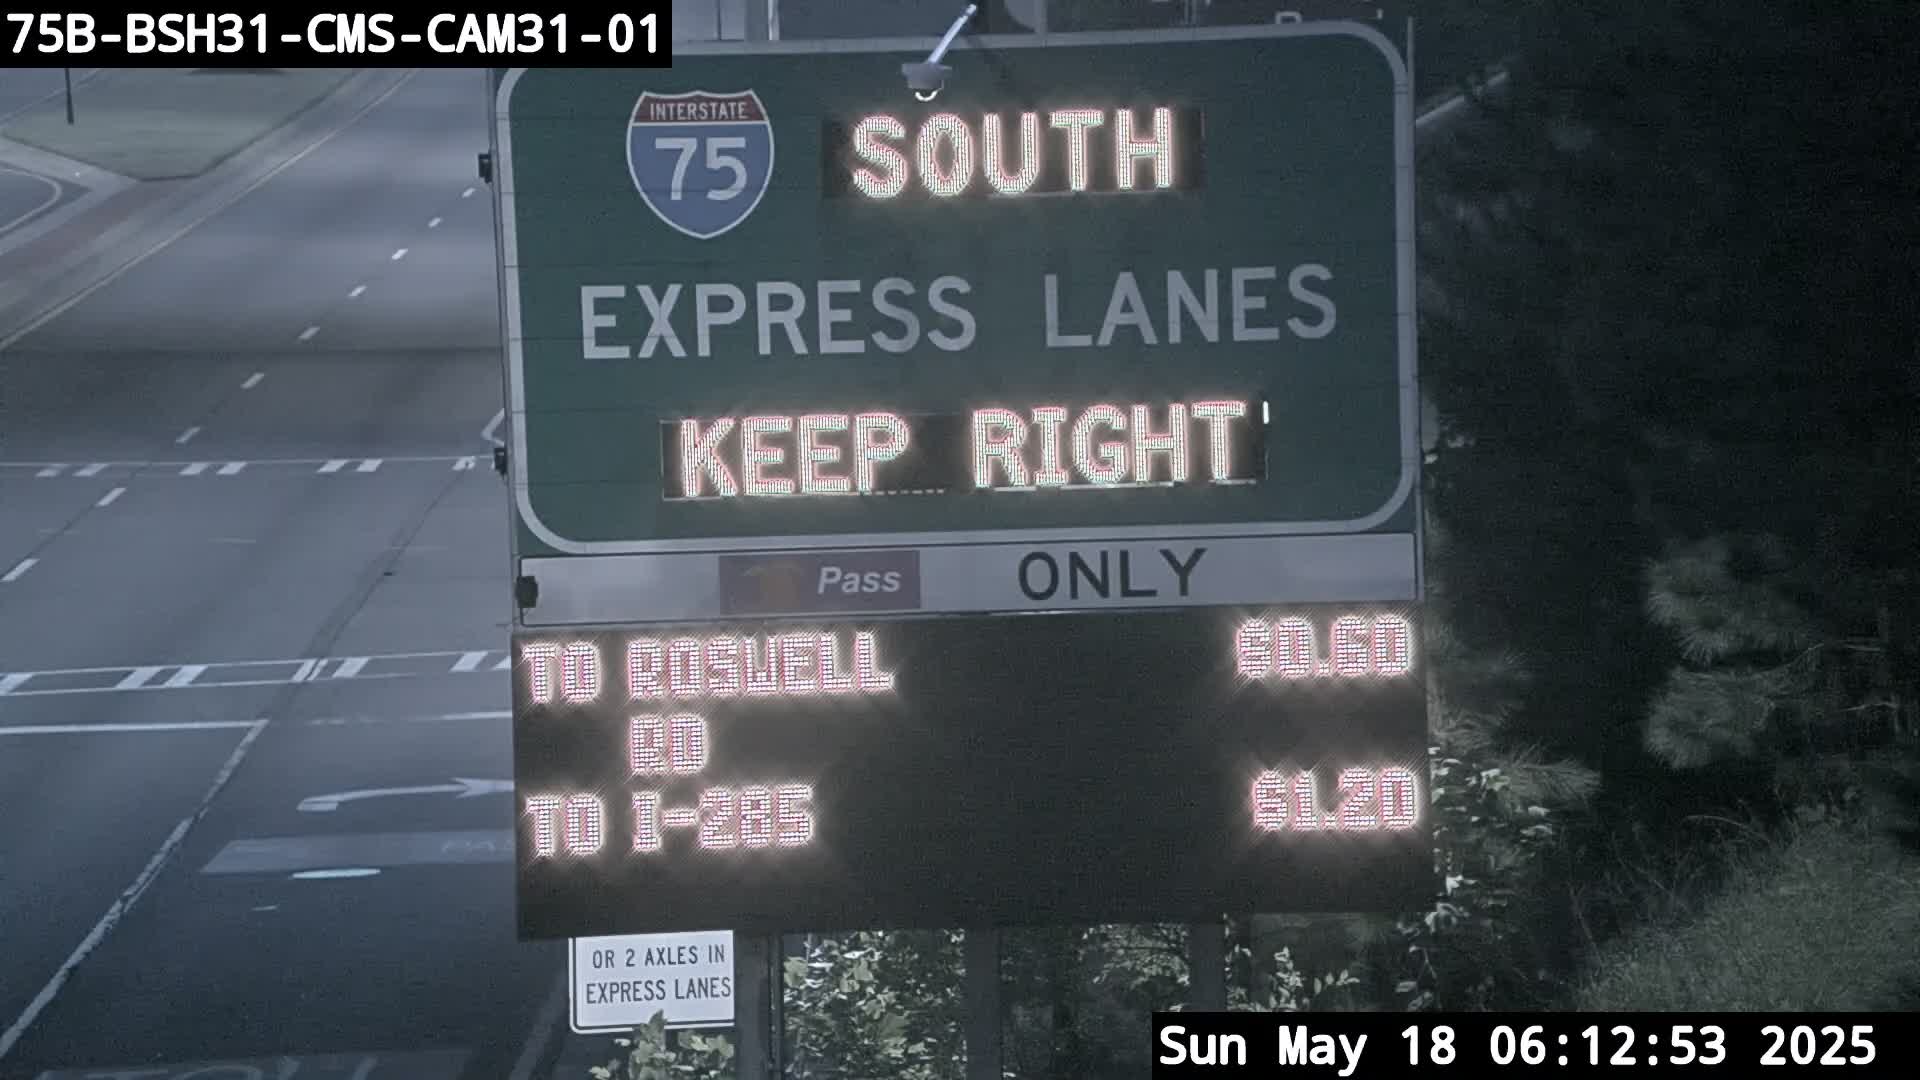 75B-BSH31-CMS-CAM31-01
INTERSTATE
75
SOUTH
EXPRESS LANES
KEEP RIGHT
Pass ONLY
TO ROSWELL $0.60
RD
TO I-285 $1.20
OR 2 AXLES IN
EXPRESS LANES
Sun May 18 06:12:53 2025